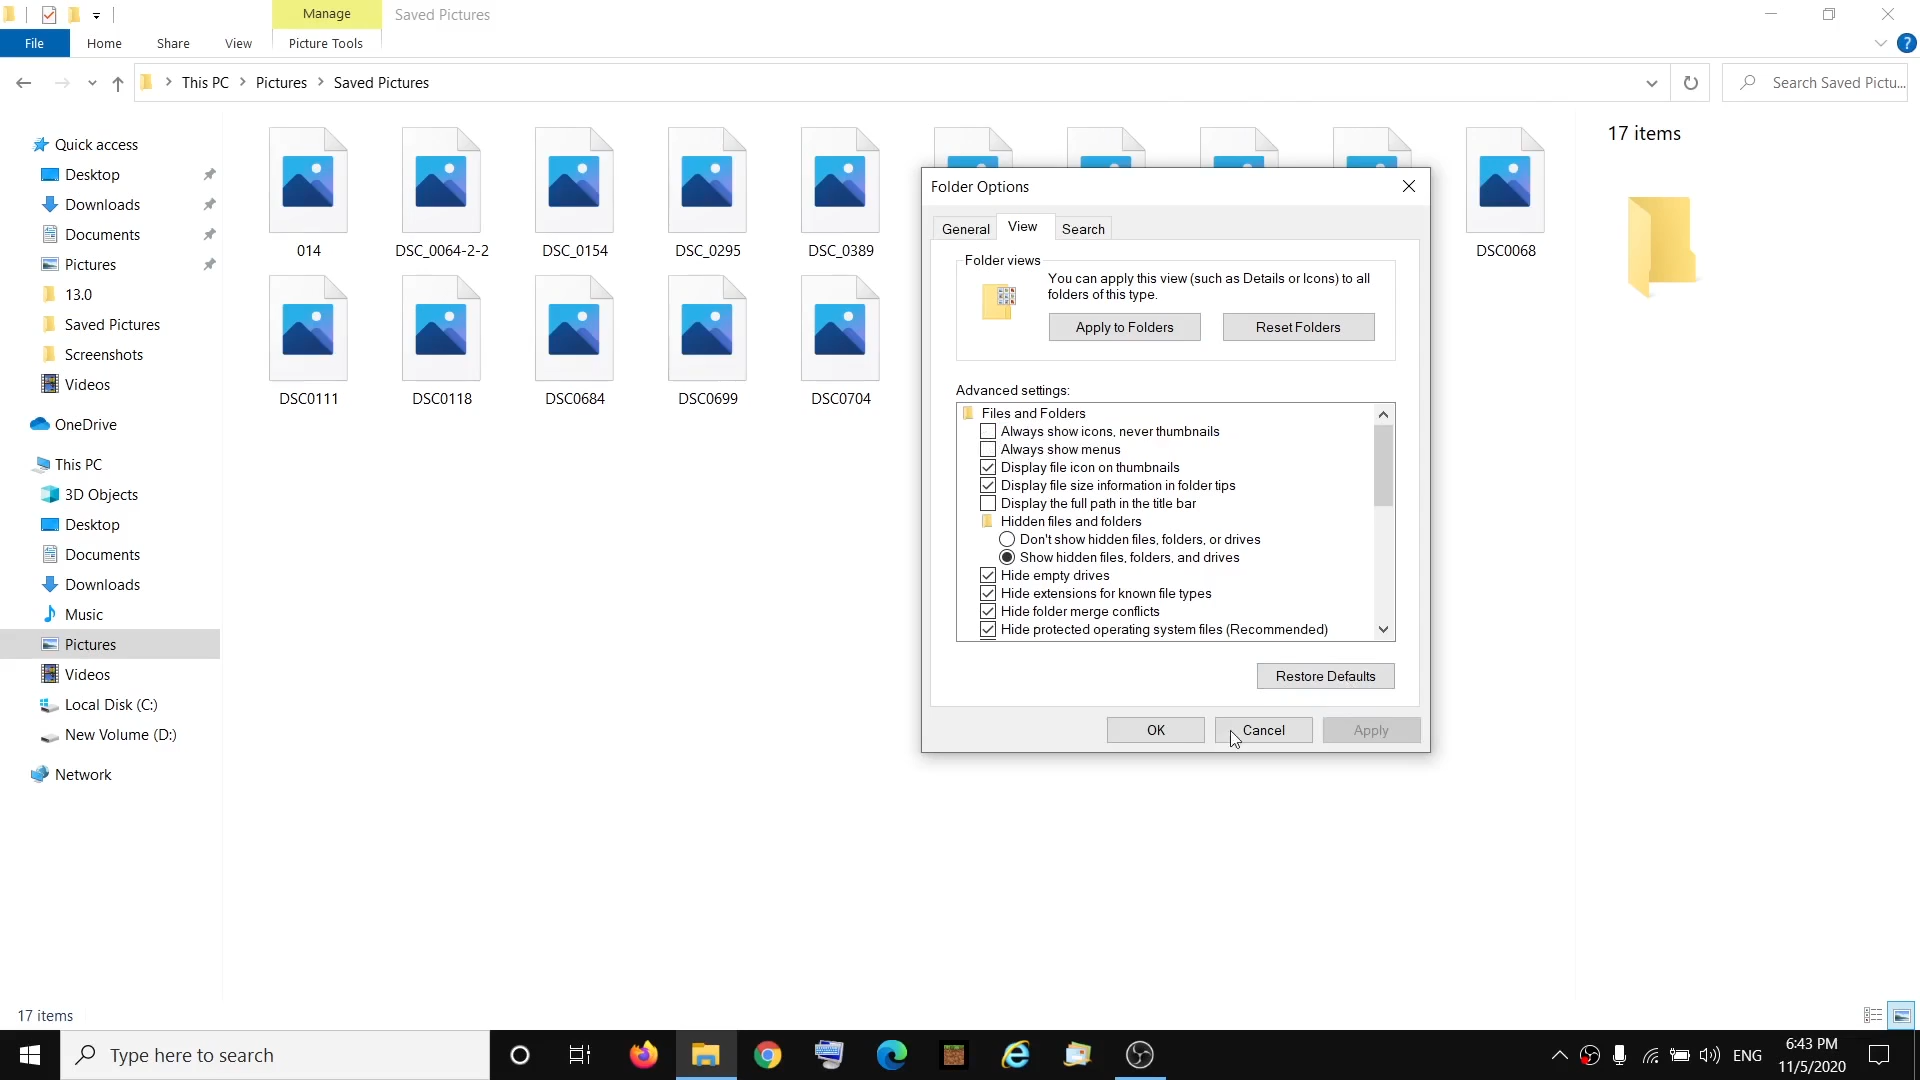 Manage
Saved Pictures
File
Home
Share
View
Picture Tools
?
This PC
Pictures
Saved Pictures
Search Saved Pictu...
Quick access
Desktop
Downloads
Documents
Pictures
13.0
Saved Pictures
Screenshots
Videos
OneDrive
This PC
3D Objects
Desktop
Documents
Downloads
Music
Pictures
Videos
Local Disk (C:)
New Volume (D:)
Network
014
DSC_0064-2-2
DSC_0154
DSC_0295
DSC_0389
DSC0068
DSC0111
DSC0118
DSC0684
DSC0699
DSC0704
17 items
Folder Options
General
View
Search
Folder views
You can apply this view (such as Details or Icons) to all
folders of this type.
Apply to Folders
Reset Folders
Advanced settings:
Files and Folders
Always show icons, never thumbnails
Always show menus
Display file icon on thumbnails
Display file size information in folder tips
Display the full path in the title bar
Hidden files and folders
Don't show hidden files, folders, or drives
Show hidden files, folders, and drives
Hide empty drives
Hide extensions for known file types
Hide folder merge conflicts
Hide protected operating system files (Recommended)
Restore Defaults
OK
Cancel
Apply
17 items
Type here to search
ENG
6:43 PM
11/5/2020